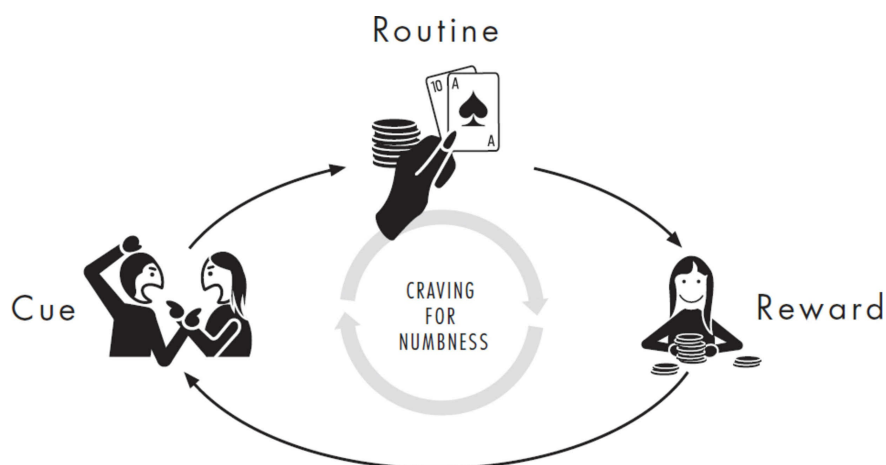 Routine
10 A
A
Cue
CRAVING
FOR
NUMBNESS
Reward